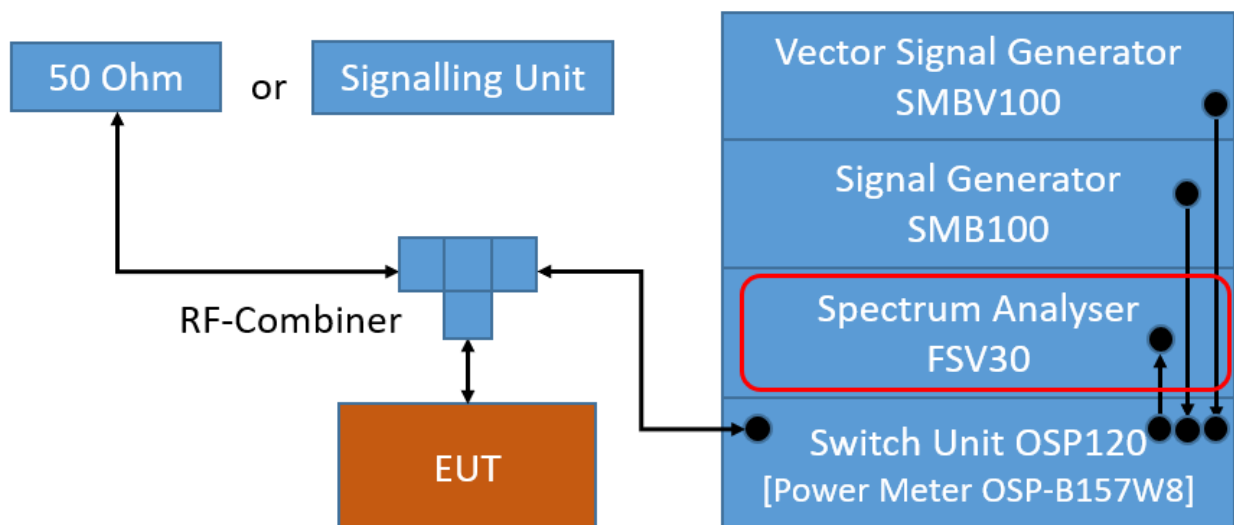 50 Ohm
or
Signalling Unit
RF-Combiner
EUT
Vector Signal Generator
SMBV100
Signal Generator
SMB100
Spectrum Analyser
FSV30
Switch Unit OSP120
[Power Meter OSP-B157W8]